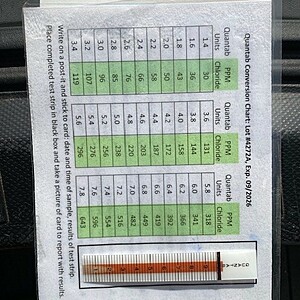 Quantab Conversion Chart: Lot #4272A, Exp. 09/2026
Quantab Units PPM Chloride Quantab Units PPM Chloride Quantab Units PPM Chloride
1.4 30 3.6 131 5.8 318
1.6 36 3.8 144 6.0 341
1.8 43 4.0 158 6.2 366
2.0 50 4.2 172 6.4 392
2.2 58 4.4 187 6.6 419
2.4 66 4.6 203 6.8 449
2.6 76 4.8 220 7.0 482
2.8 85 5.0 238 7.2 516
3.0 96 5.2 256 7.4 554
3.2 107 5.4 276 7.6 596
3.4 119 5.6 296 7.8 643
Write on a post-it and stick to card: date and time of sample, results of test strip.
Place completed test strip in black box and take a picture of card to report with results.